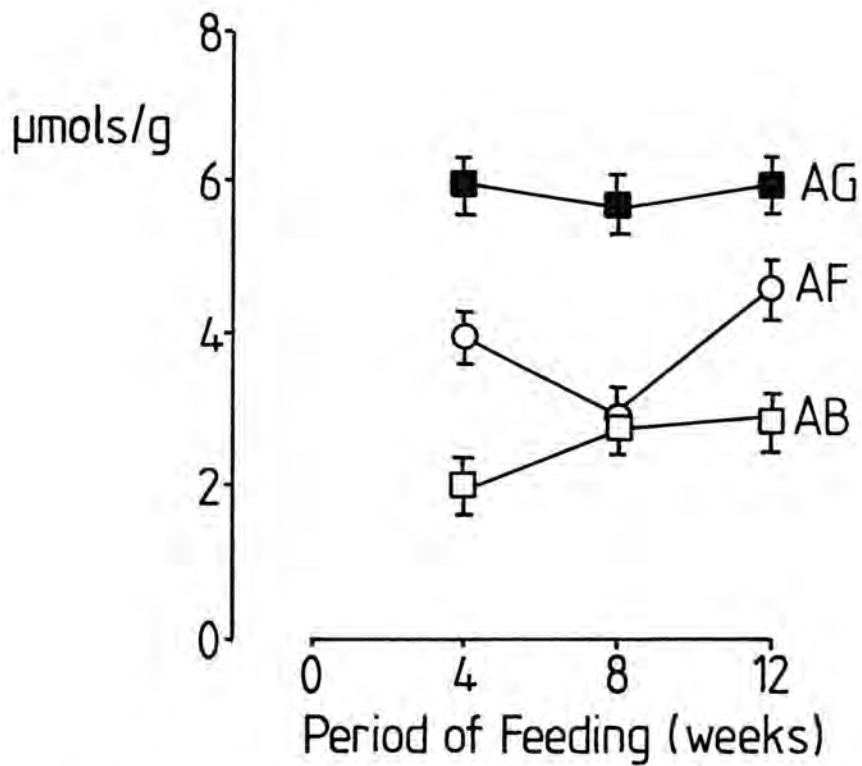 8
μmols/g
6
AG
AF
4
AB
2
0
0 4 8 12
Period of Feeding (weeks)